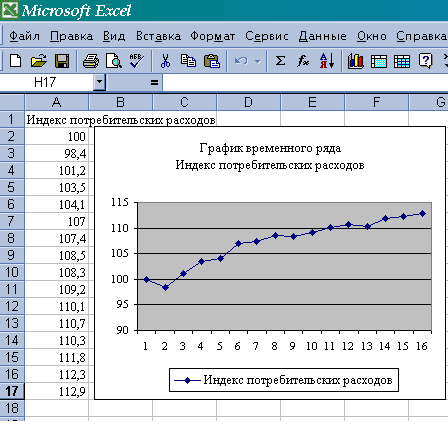 Microsoft Excel
Файл Правка Вид Вставка Формат Сервис Данные Окно Справка
H17 =
A B C D E F G
1 Индекс потребительских расходов
2 100
3 98,4
4 101,2
5 103,5
6 104,1
7 107
8 107,4
9 108,5
10 108,3
11 109,2
12 110,1
13 110,7
14 110,3
15 111,8
16 112,3
17 112,9
18
График временного ряда
Индекс потребительских расходов
115
110
105
100
95
90
1 2 3 4 5 6 7 8 9 10 11 12 13 14 15 16
Индекс потребительских расходов